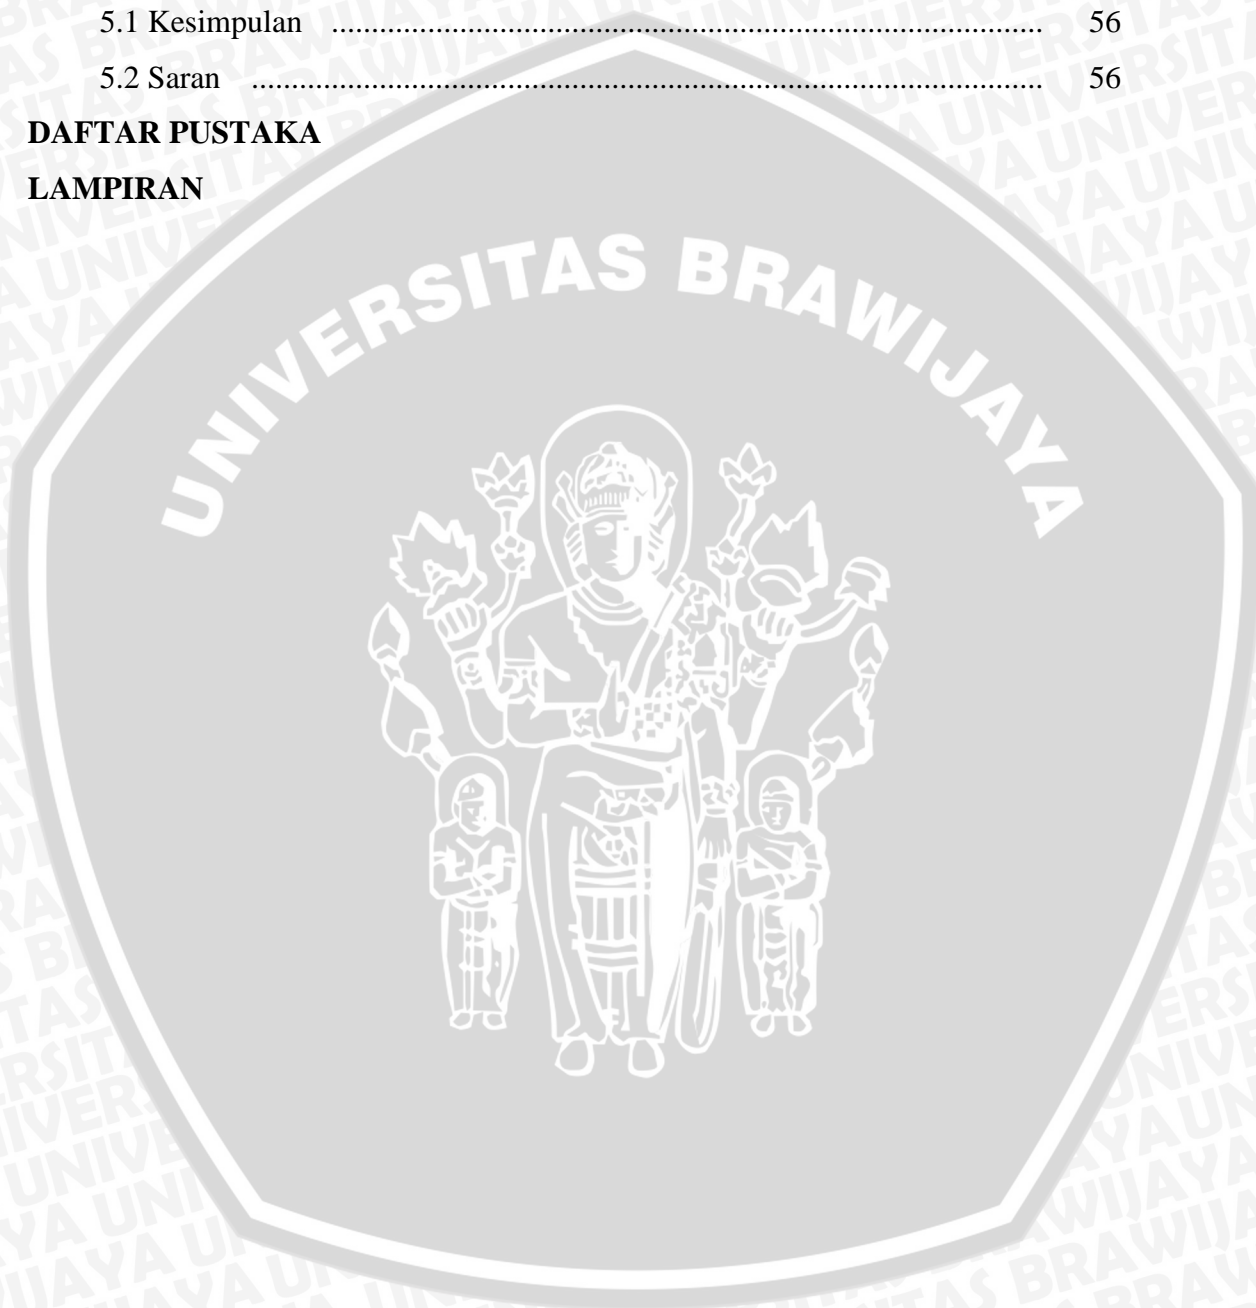 5.1 Kesimpulan ......................................................................................... 56
5.2 Saran ................................................................................................... 56
DAFTAR PUSTAKA
LAMPIRAN
UNIVERSITAS BRAWIJAYA